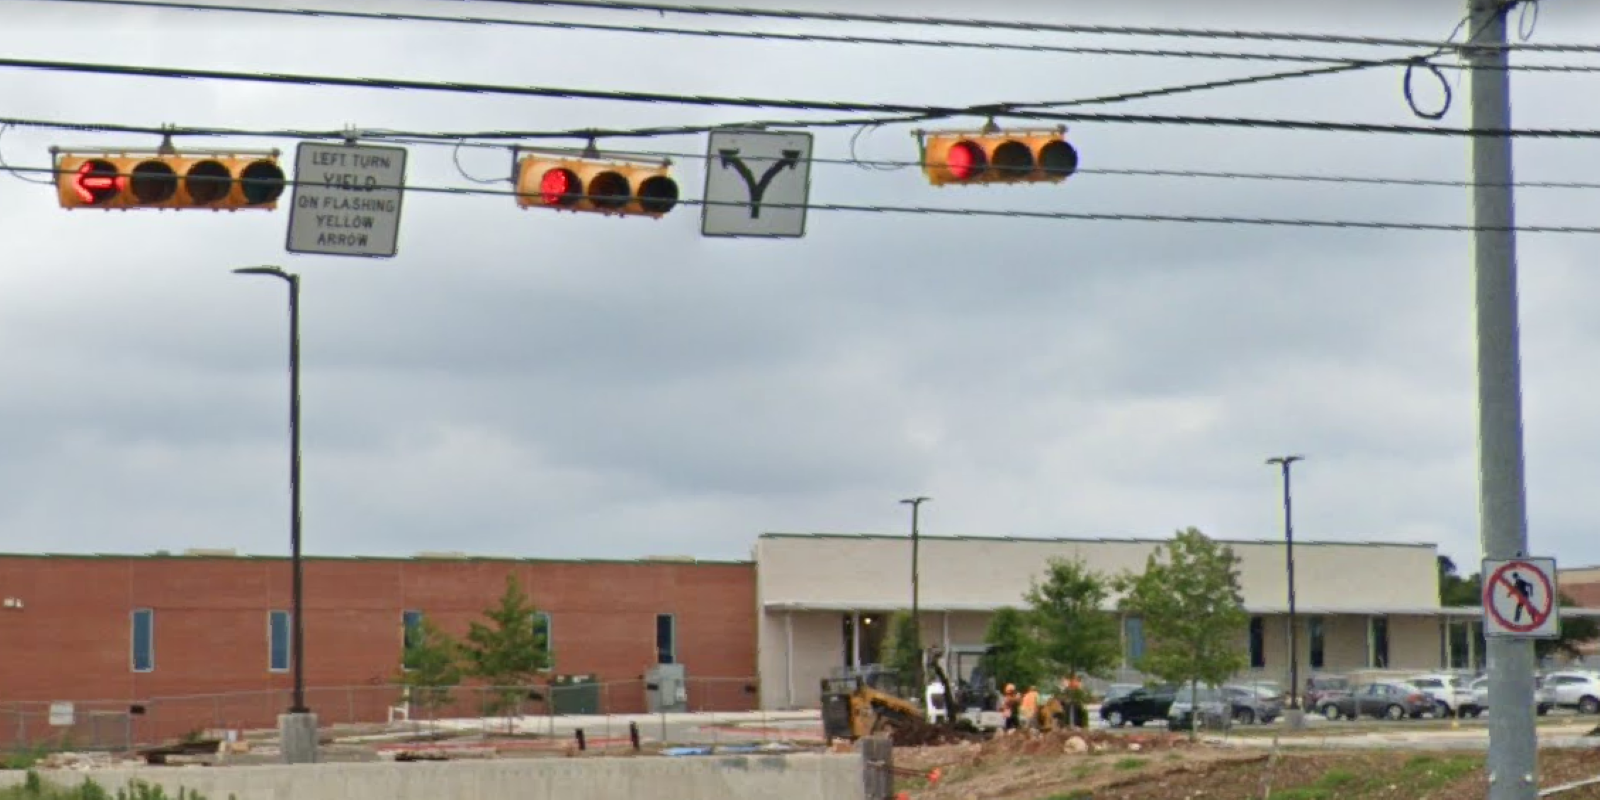 LEFT TURN
YIELD
ON FLASHING
YELLOW
ARROW